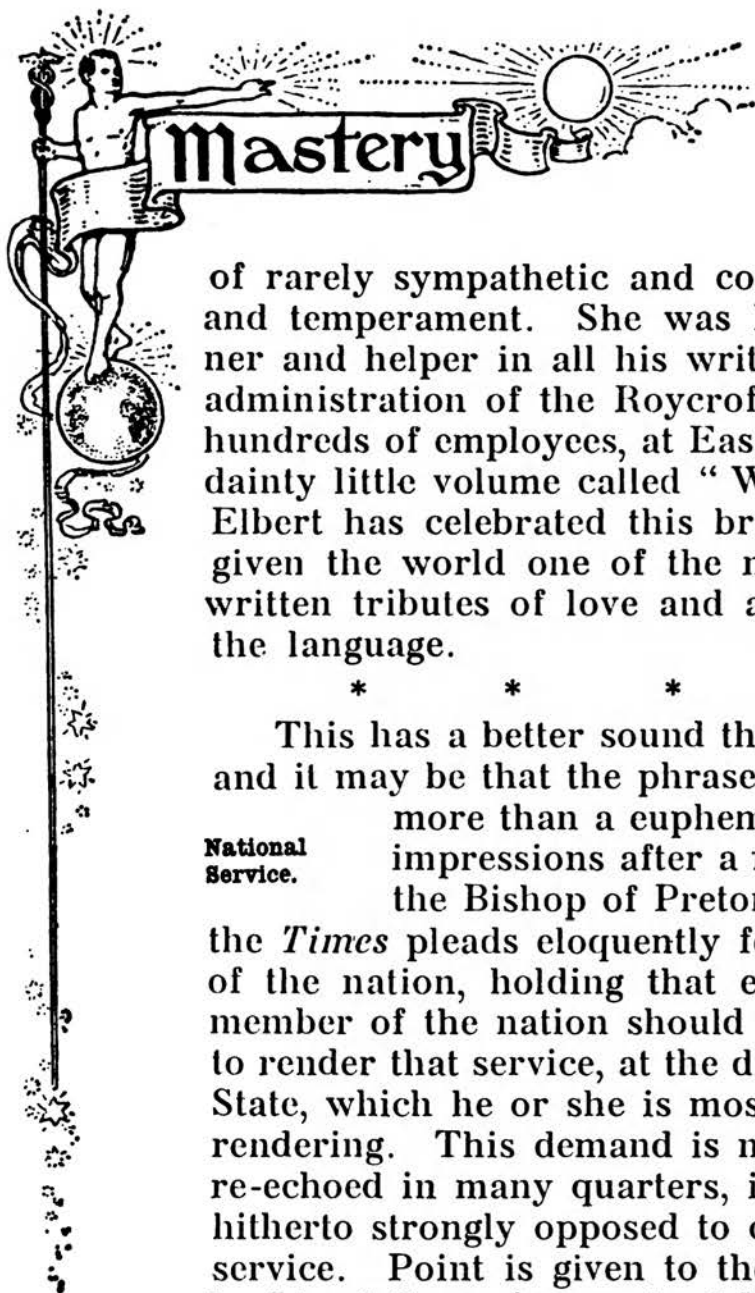 Mastery
of rarely sympathetic and co
and temperament. She was
ner and helper in all his writ
administration of the Roycrof
hundreds of employees, at Eas
dainty little volume called " W
Elbert has celebrated this br
given the world one of the
written tributes of love and a
the language.
* * *
This has a better sound th
and it may be that the phrase
more than a euphen
National
Service.
impressions after a
the Bishop of Pretor
the Times pleads eloquently f
of the nation, holding that e
member of the nation should
to render that service, at the d
State, which he or she is mos
rendering. This demand is
re-echoed in many quarters, i
hitherto strongly opposed to
service. Point is given to the